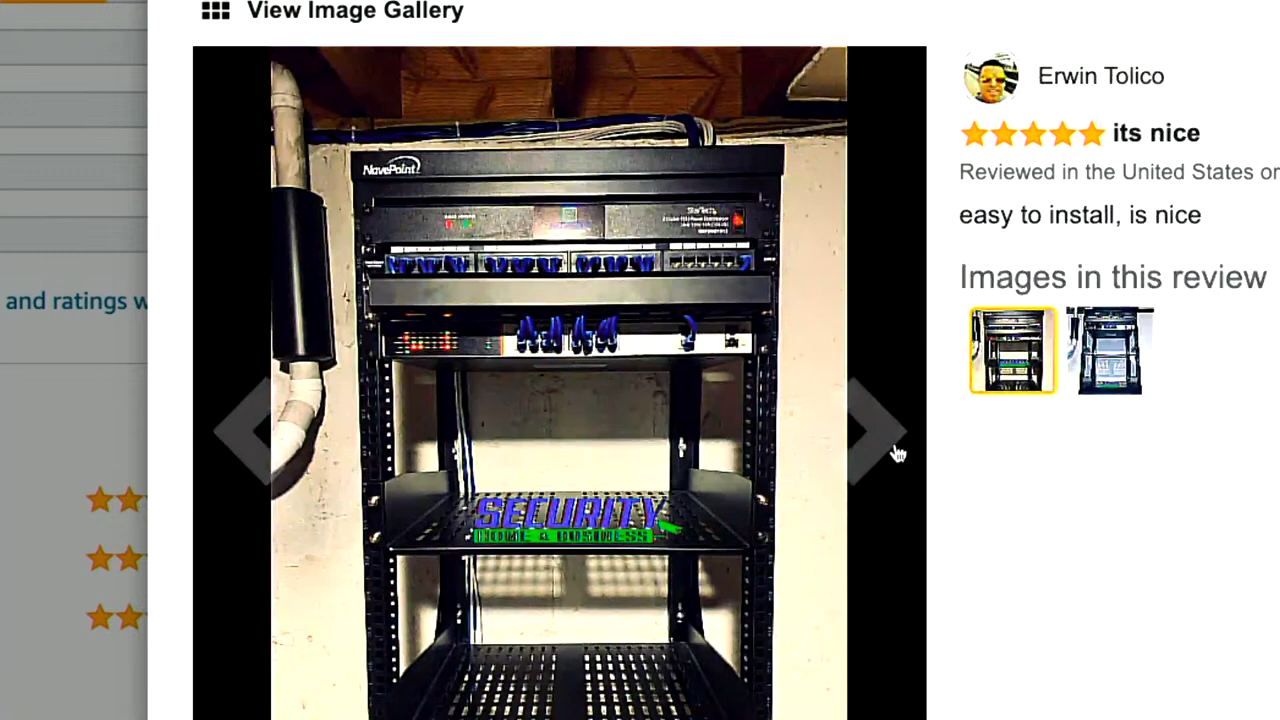 View Image Gallery
Erwin Tolico
its nice
Reviewed in the United States on
easy to install, is nice
Images in this review
and ratings w
NavePoint
StarTech
SECURITY
HOME & BUSINESS